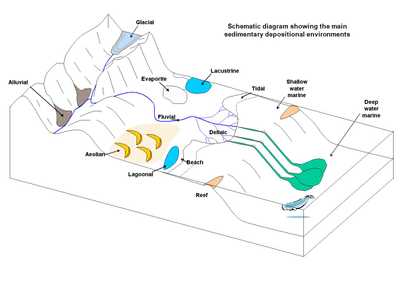 Glacial
Schematic diagram showing the main
sedimentary depositional environments
Alluvial
Evaporite
Lacustrine
Tidal
Shallow
water
marine
Deep
water
marine
Fluvial
Deltaic
Aeolian
Lagoonal
Beach
Reef